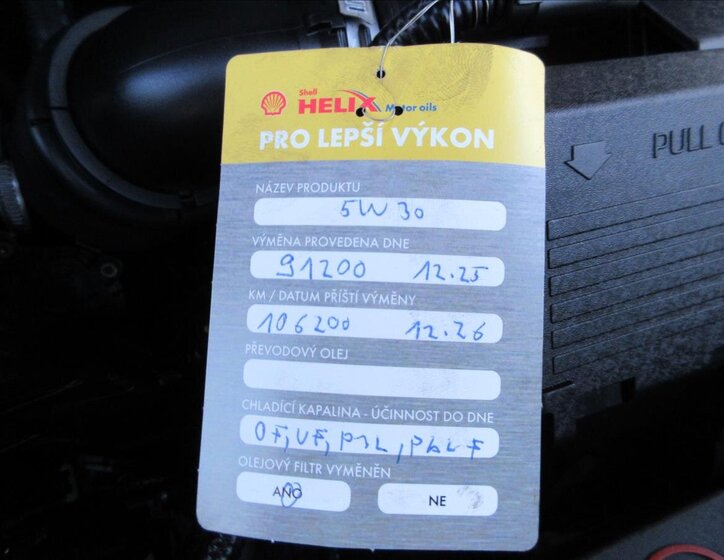 Shell
HELIX Motor oils
PRO LEPŠÍ VÝKON
PULL
NÁZEV PRODUKTU
5W30
VÝMĚNA PROVEDENA DNE
91200 12.25
KM / DATUM PŘÍŠTÍ VÝMĚNY
106200 12.26
PŘEVODOVÝ OLEJ
CHLADÍCÍ KAPALINA - ÚČINNOST DO DNE
OF, VF,
OLEJOVÝ FILTR VYMĚNĚN
ANO NE